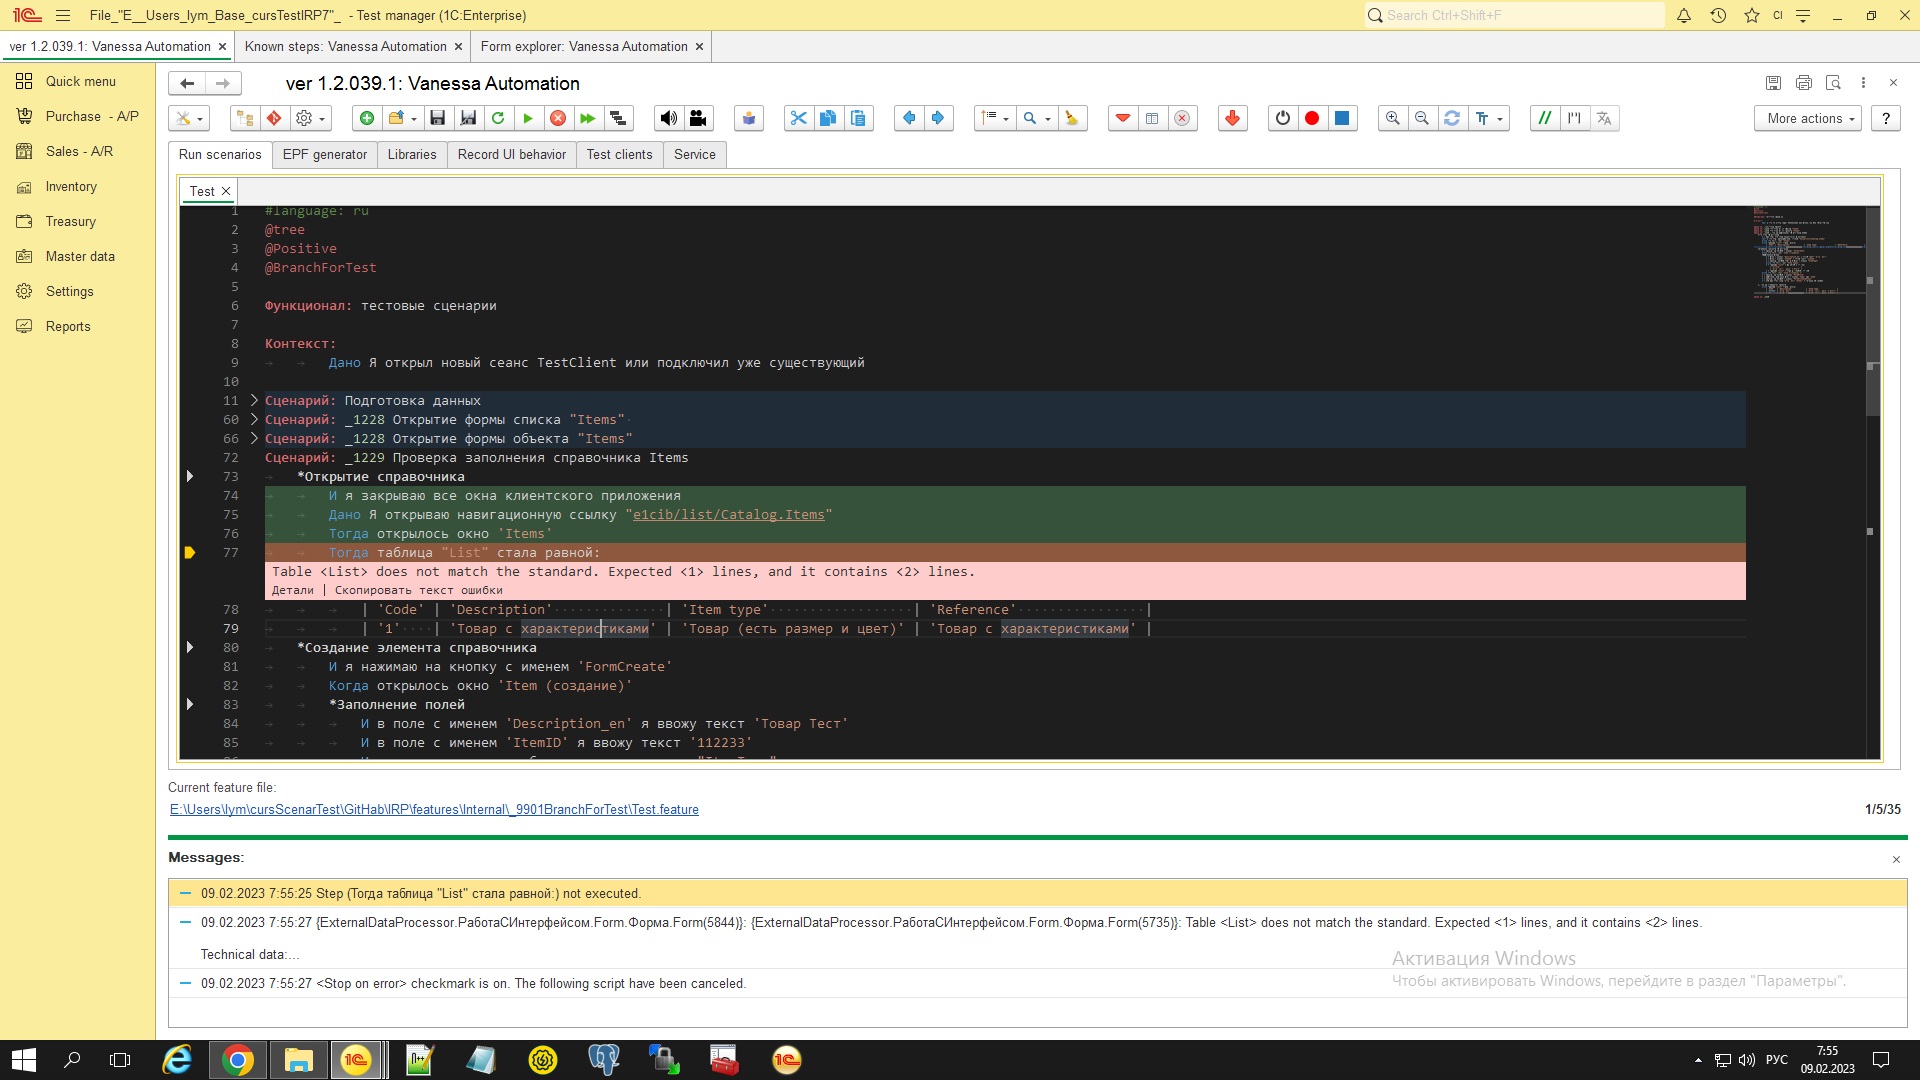 File_"E__Users_lym_Base_cursTestIRP7"_ - Test manager (1C:Enterprise)
Search Ctrl+Shift+F
CI
ver 1.2.039.1: Vanessa Automation ×
Known steps: Vanessa Automation ×
Form explorer: Vanessa Automation ×
Quick menu
Purchase - A/P
Sales - A/R
Inventory
Treasury
Master data
Settings
Reports
ver 1.2.039.1: Vanessa Automation
More actions
?
Run scenarios
EPF generator
Libraries
Record UI behavior
Test clients
Service
Test ×
1 #language: ru
2 @tree
3 @Positive
4 @BranchForTest
5
6 Функционал: тестовые сценарии
7
8 Контекст:
9 Дано Я открыл новый сеанс TestClient или подключил уже существующий
10
11 Сценарий: Подготовка данных
60 Сценарий: _1228 Открытие формы списка "Items"
66 Сценарий: _1228 Открытие формы объекта "Items"
72 Сценарий: _1229 Проверка заполнения справочника Items
73 *Открытие справочника
74 И я закрываю все окна клиентского приложения
75 Дано Я открываю навигационную ссылку "e1cib/list/Catalog.Items"
76 Тогда открылось окно 'Items'
77 Тогда таблица "List" стала равной:
Table <List> does not match the standard. Expected <1> lines, and it contains <2> lines.
Детали | Скопировать текст ошибки
78 | 'Code' | 'Description' | 'Item type' | 'Reference' |
79 | '1' | 'Товар с характеристиками' | 'Товар (есть размер и цвет)' | 'Товар с характеристиками' |
80 *Создание элемента справочника
81 И я нажимаю на кнопку с именем 'FormCreate'
82 Когда открылось окно 'Item (создание)'
83 *Заполнение полей
84 И в поле с именем 'Description_en' я ввожу текст 'Товар Тест'
85 И в поле с именем 'ItemID' я ввожу текст '112233'
Current feature file:
E:\Users\lym\cursScenarTest\GitHab\IRP\features\Internal\_9901BranchForTest\Test.feature
1/5/35
Messages:
09.02.2023 7:55:25 Step (Тогда таблица "List" стала равной:) not executed.
09.02.2023 7:55:27 {ExternalDataProcessor.РаботаСИнтерфейсом.Form.Форма.Form(5844)}: {ExternalDataProcessor.РаботаСИнтерфейсом.Form.Форма.Form(5735)}: Table <List> does not match the standard. Expected <1> lines, and it contains <2> lines.
Technical data:...
09.02.2023 7:55:27 <Stop on error> checkmark is on. The following script have been canceled.
Активация Windows
Чтобы активировать Windows, перейдите в раздел "Параметры".
РУС
7:55
09.02.2023